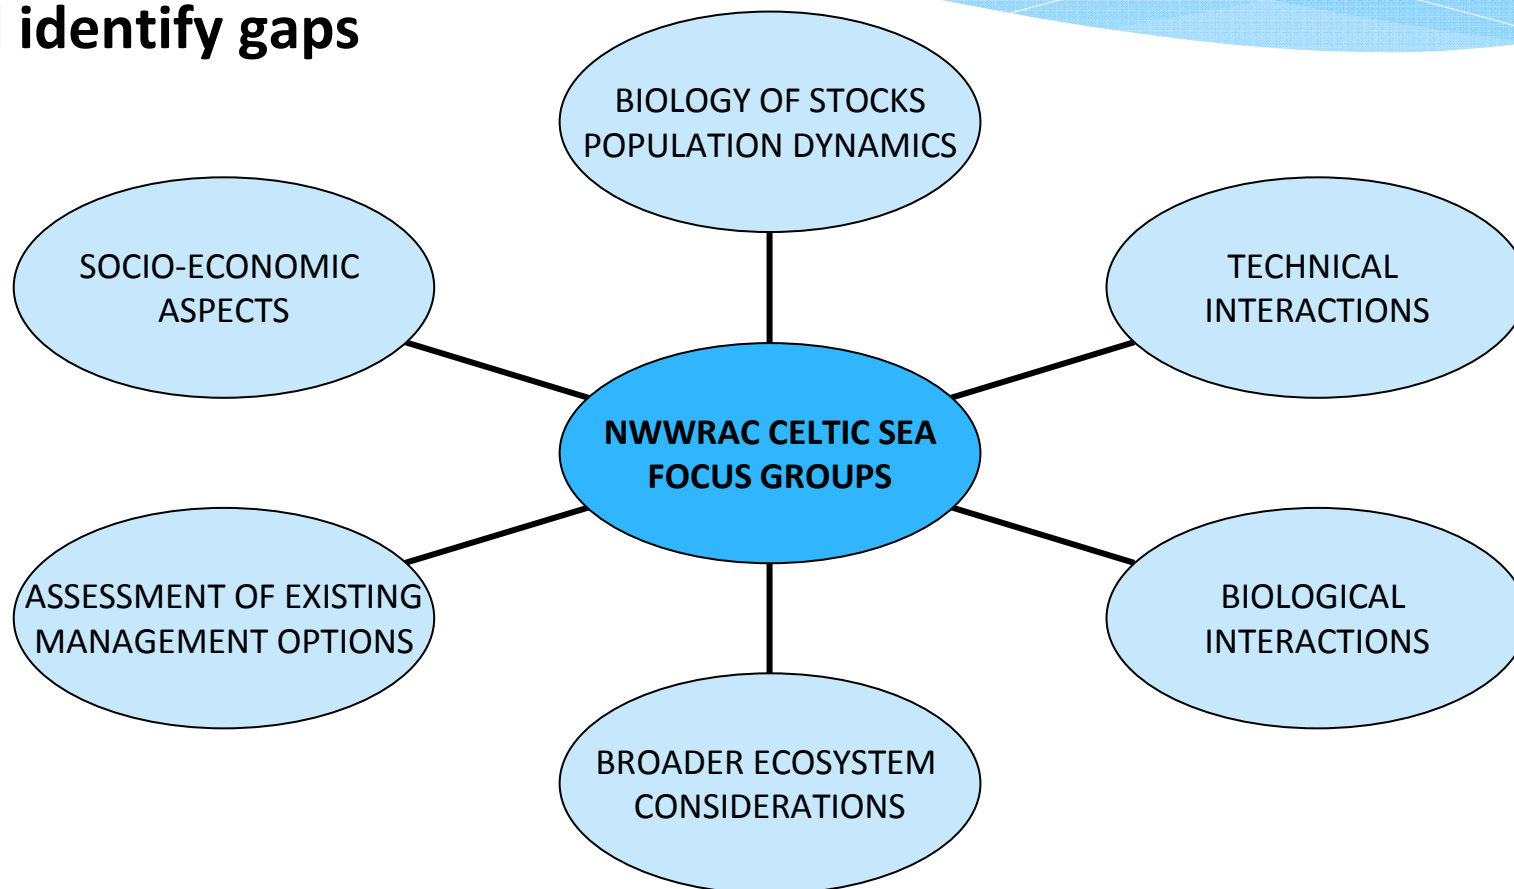 identify gaps
BIOLOGY OF STOCKS
POPULATION DYNAMICS
SOCIO-ECONOMIC
ASPECTS
TECHNICAL
INTERACTIONS
NWWRAC CELTIC SEA
FOCUS GROUPS
ASSESSMENT OF EXISTING
MANAGEMENT OPTIONS
BIOLOGICAL
INTERACTIONS
BROADER ECOSYSTEM
CONSIDERATIONS